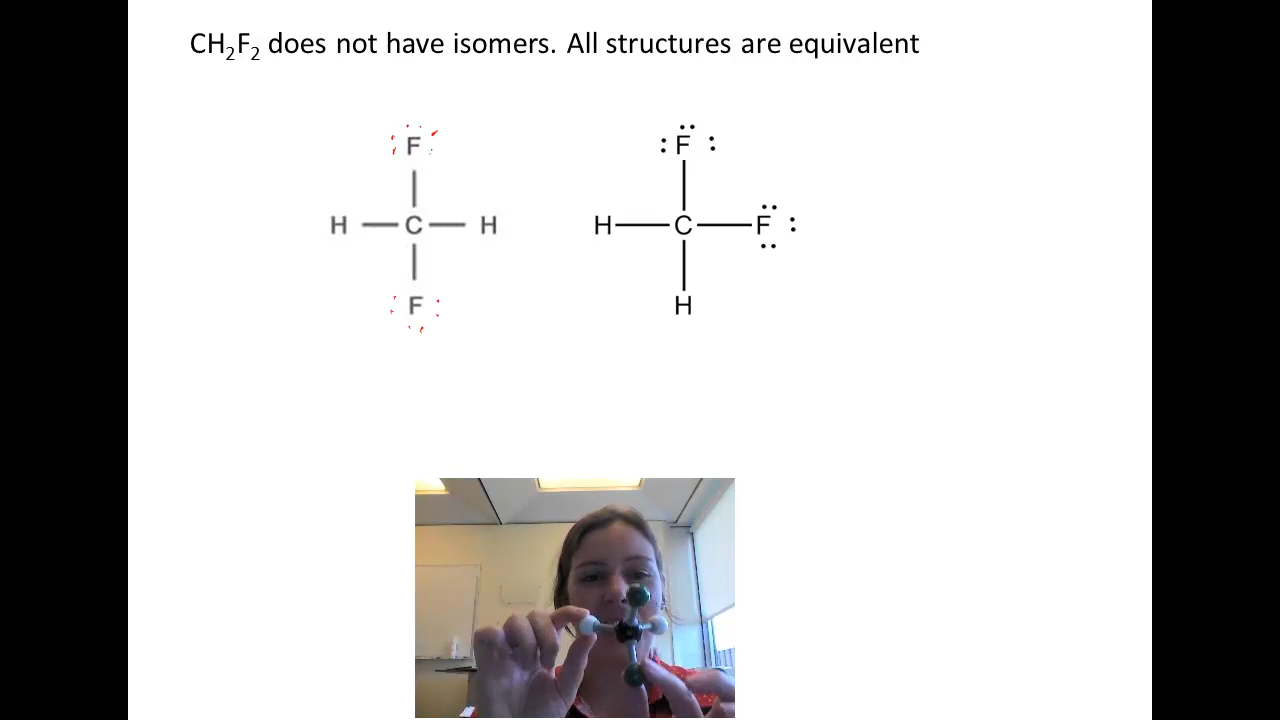 CH₂F₂ does not have isomers. All structures are equivalent
F
H — C — H
F
:F:
H — C — F:
H